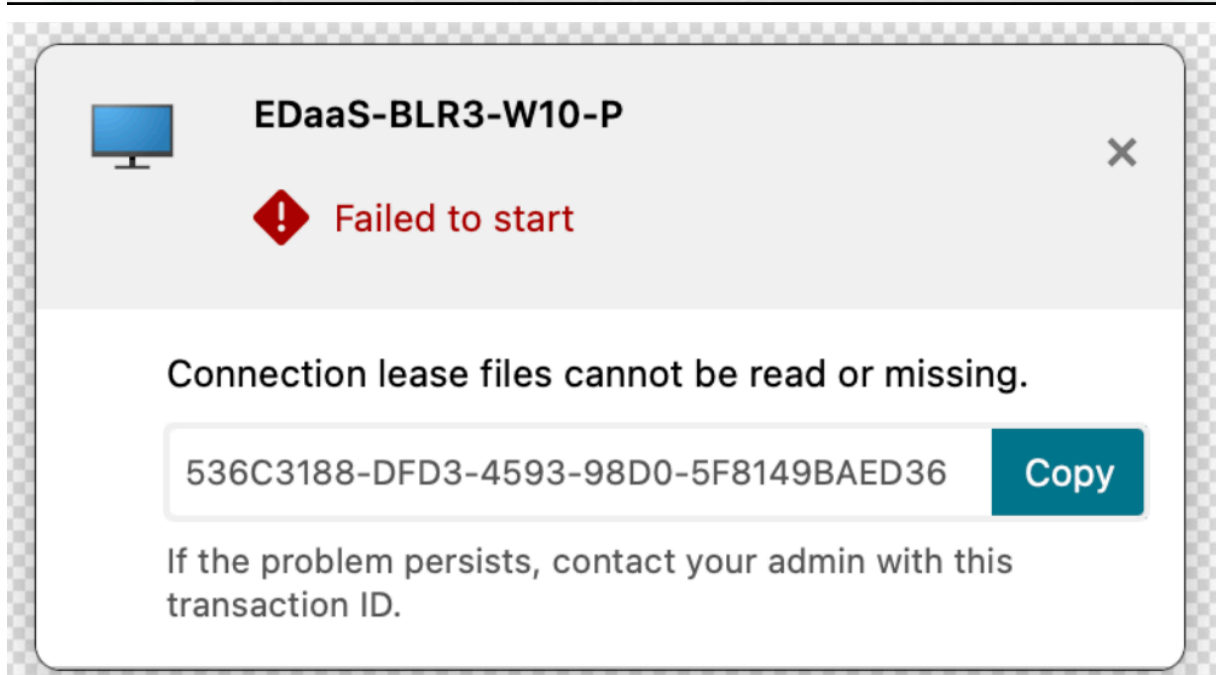 EDaaS-BLR3-W10-P
Failed to start
Connection lease files cannot be read or missing.
536C3188-DFD3-4593-98D0-5F8149BAED36
Copy
If the problem persists, contact your admin with this
transaction ID.